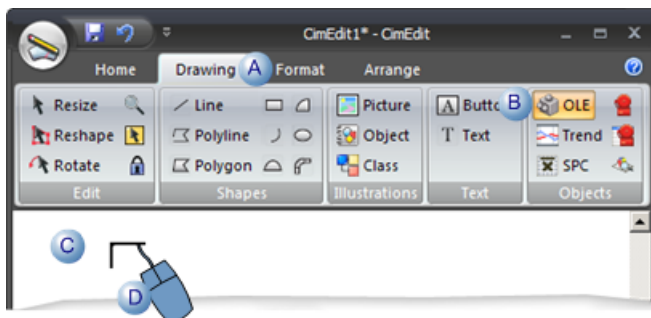 CimEdit1* - CimEdit
Home Drawing A Format Arrange
Resize Line Picture A Butto B OLE
Reshape Polyline Object T Text Trend
Rotate Polygon Class SPC
Edit Shapes Illustrations Text Objects
C
D